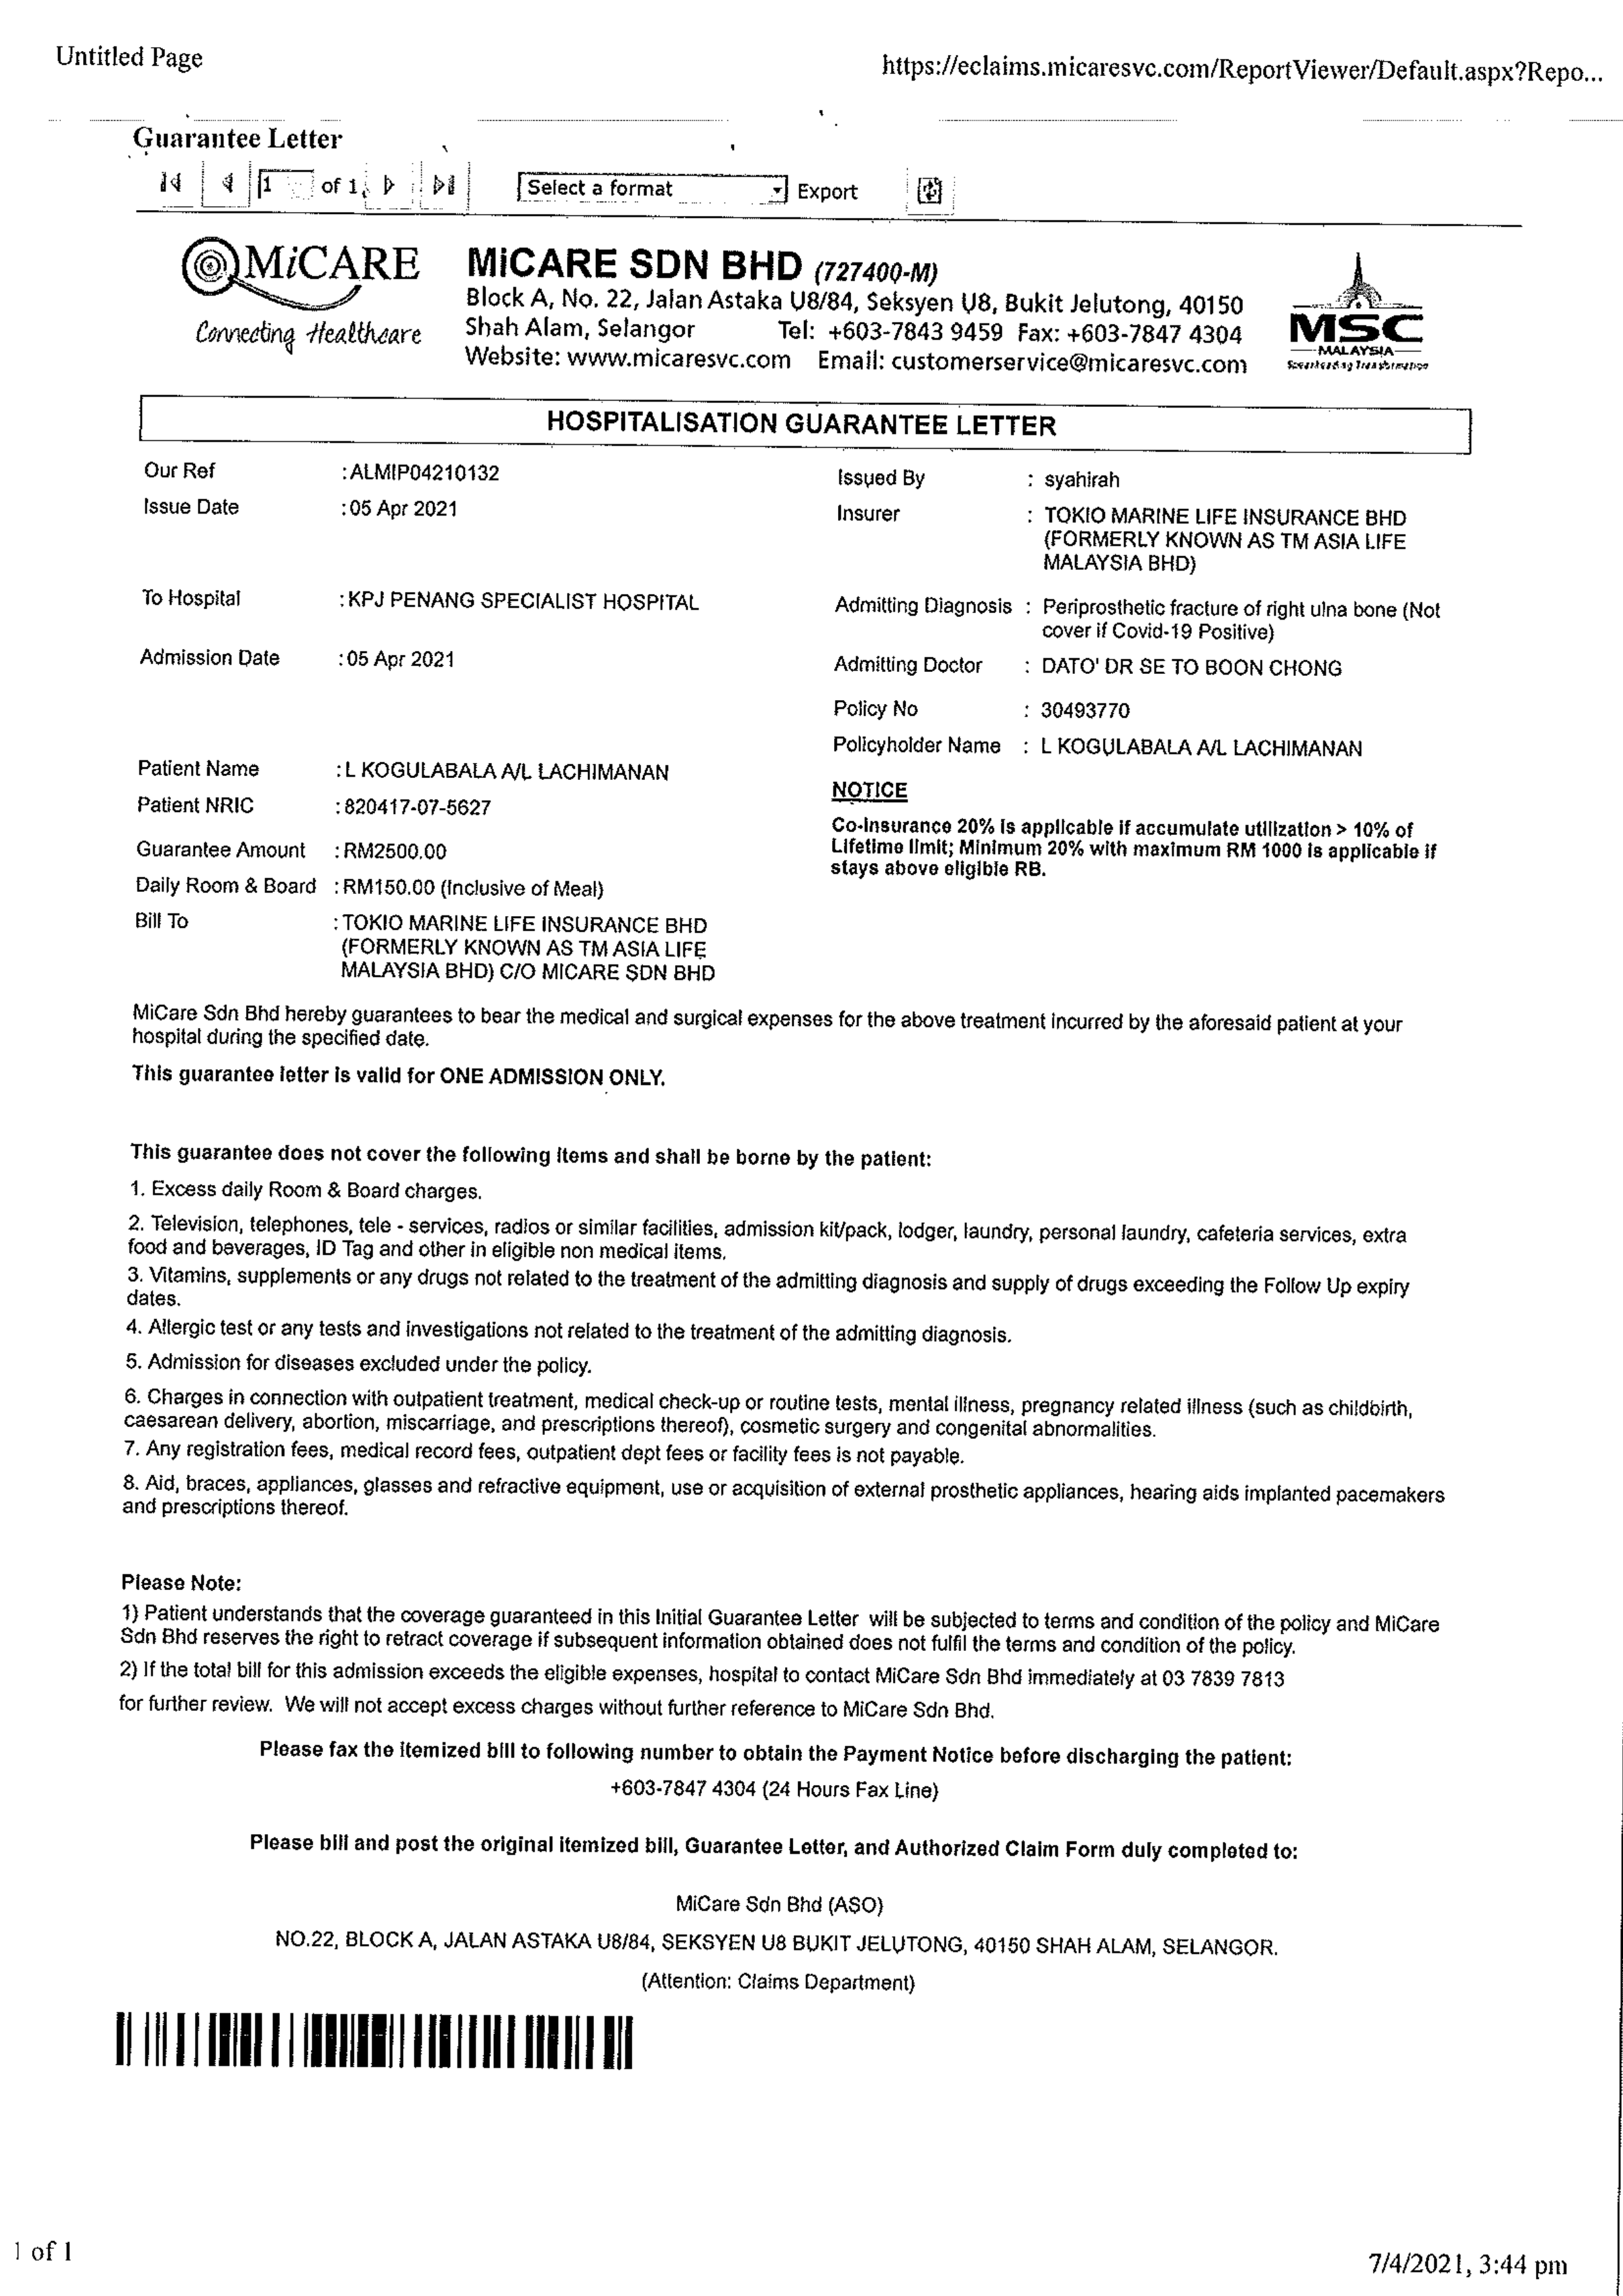 Untitled Page
https://eclaims.micaresvc.com/ReportViewer/Default.aspx?Repo...
Guarantee Letter
1 of 1 Select a format Export
MiCARE
Connecting Healthcare
MiCARE SDN BHD (727400-M)
Block A, No. 22, Jalan Astaka U8/84, Seksyen U8, Bukit Jelutong, 40150
Shah Alam, Selangor Tel: +603-7843 9459 Fax: +603-7847 4304
Website: www.micaresvc.com Email: customerservice@micaresvc.com
MSC
MALAYSIA
Spearheading Transformation
HOSPITALISATION GUARANTEE LETTER
Our Ref : ALMIP04210132
Issue Date : 05 Apr 2021
To Hospital : KPJ PENANG SPECIALIST HOSPITAL
Admission Date : 05 Apr 2021
Patient Name : L KOGULABALA A/L LACHIMANAN
Patient NRIC : 820417-07-5627
Guarantee Amount : RM2500.00
Daily Room & Board : RM150.00 (Inclusive of Meal)
Bill To : TOKIO MARINE LIFE INSURANCE BHD
(FORMERLY KNOWN AS TM ASIA LIFE
MALAYSIA BHD) C/O MICARE SDN BHD
Issued By : syahirah
Insurer : TOKIO MARINE LIFE INSURANCE BHD
(FORMERLY KNOWN AS TM ASIA LIFE
MALAYSIA BHD)
Admitting Diagnosis : Periprosthetic fracture of right ulna bone (Not
cover if Covid-19 Positive)
Admitting Doctor : DATO' DR SE TO BOON CHONG
Policy No : 30493770
Policyholder Name : L KOGULABALA A/L LACHIMANAN
NOTICE
Co-insurance 20% is applicable if accumulate utilization > 10% of
Lifetime limit; Minimum 20% with maximum RM 1000 is applicable if
stays above eligible RB.
MiCare Sdn Bhd hereby guarantees to bear the medical and surgical expenses for the above treatment incurred by the aforesaid patient at your
hospital during the specified date.
This guarantee letter is valid for ONE ADMISSION ONLY.
This guarantee does not cover the following items and shall be borne by the patient:
1. Excess daily Room & Board charges.
2. Television, telephones, tele - services, radios or similar facilities, admission kit/pack, lodger, laundry, personal laundry, cafeteria services, extra
food and beverages, ID Tag and other in eligible non medical items.
3. Vitamins, supplements or any drugs not related to the treatment of the admitting diagnosis and supply of drugs exceeding the Follow Up expiry
dates.
4. Allergic test or any tests and investigations not related to the treatment of the admitting diagnosis.
5. Admission for diseases excluded under the policy.
6. Charges in connection with outpatient treatment, medical check-up or routine tests, mental illness, pregnancy related illness (such as childbirth,
caesarean delivery, abortion, miscarriage, and prescriptions thereof), cosmetic surgery and congenital abnormalities.
7. Any registration fees, medical record fees, outpatient dept fees or facility fees is not payable.
8. Aid, braces, appliances, glasses and refractive equipment, use or acquisition of external prosthetic appliances, hearing aids implanted pacemakers
and prescriptions thereof.
Please Note:
1) Patient understands that the coverage guaranteed in this Initial Guarantee Letter will be subjected to terms and condition of the policy and MiCare
Sdn Bhd reserves the right to retract coverage if subsequent information obtained does not fulfil the terms and condition of the policy.
2) If the total bill for this admission exceeds the eligible expenses, hospital to contact MiCare Sdn Bhd immediately at 03 7839 7813
for further review. We will not accept excess charges without further reference to MiCare Sdn Bhd.
Please fax the itemized bill to following number to obtain the Payment Notice before discharging the patient:
+603-7847 4304 (24 Hours Fax Line)
Please bill and post the original itemized bill, Guarantee Letter, and Authorized Claim Form duly completed to:
MiCare Sdn Bhd (ASO)
NO.22, BLOCK A, JALAN ASTAKA U8/84, SEKSYEN U8 BUKIT JELUTONG, 40150 SHAH ALAM, SELANGOR.
(Attention: Claims Department)
1 of 1
7/4/2021, 3:44 pm